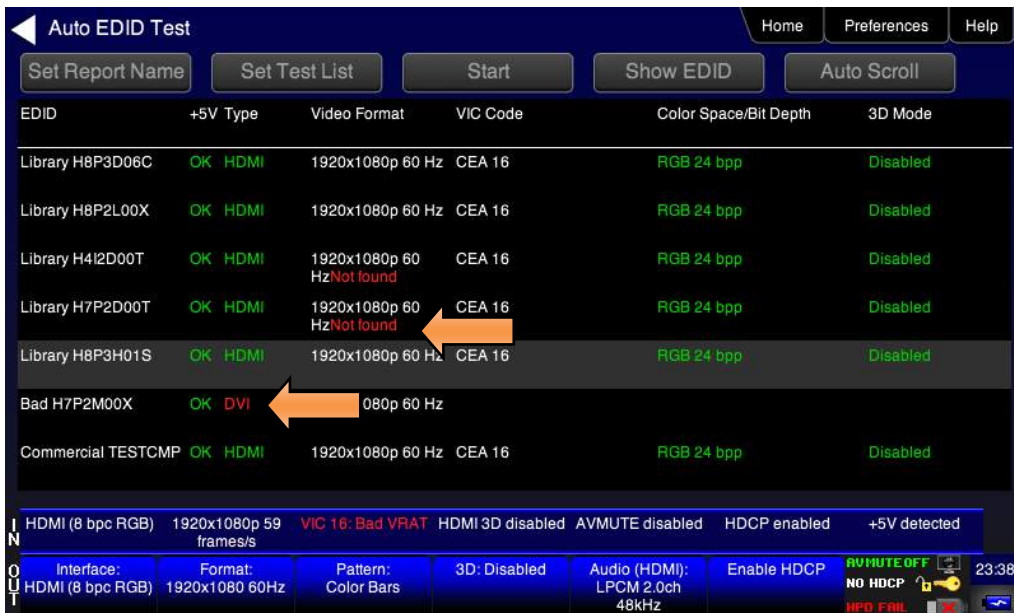 Auto EDID Test Home Preferences Help
Set Report Name Set Test List Start Show EDID Auto Scroll
EDID +5V Type Video Format VIC Code Color Space/Bit Depth 3D Mode
Library H8P3D06C OK HDMI 1920x1080p 60 Hz CEA 16 RGB 24 bpp Disabled
Library H8P2L00X OK HDMI 1920x1080p 60 Hz CEA 16 RGB 24 bpp Disabled
Library H4I2D00T OK HDMI 1920x1080p 60 CEA 16 RGB 24 bpp Disabled
HzNot found
Library H7P2D00T OK HDMI 1920x1080p 60 CEA 16 RGB 24 bpp Disabled
HzNot found
Library H8P3H01S OK HDMI 1920x1080p 60 Hz CEA 16 RGB 24 bpp Disabled
Bad H7P2M00X OK DVI 080p 60 Hz
Commercial TESTCMP OK HDMI 1920x1080p 60 Hz CEA 16 RGB 24 bpp Disabled
IN HDMI (8 bpc RGB) 1920x1080p 59 VIC 16: Bad VRAT HDMI 3D disabled AVMUTE disabled HDCP enabled +5V detected
frames/s
OUT Interface: Format: Pattern: 3D: Disabled Audio (HDMI): Enable HDCP AVMUTE OFF 23:38
HDMI (8 bpc RGB) 1920x1080 60Hz Color Bars LPCM 2.0ch NO HDCP
48kHz HPD FAIL